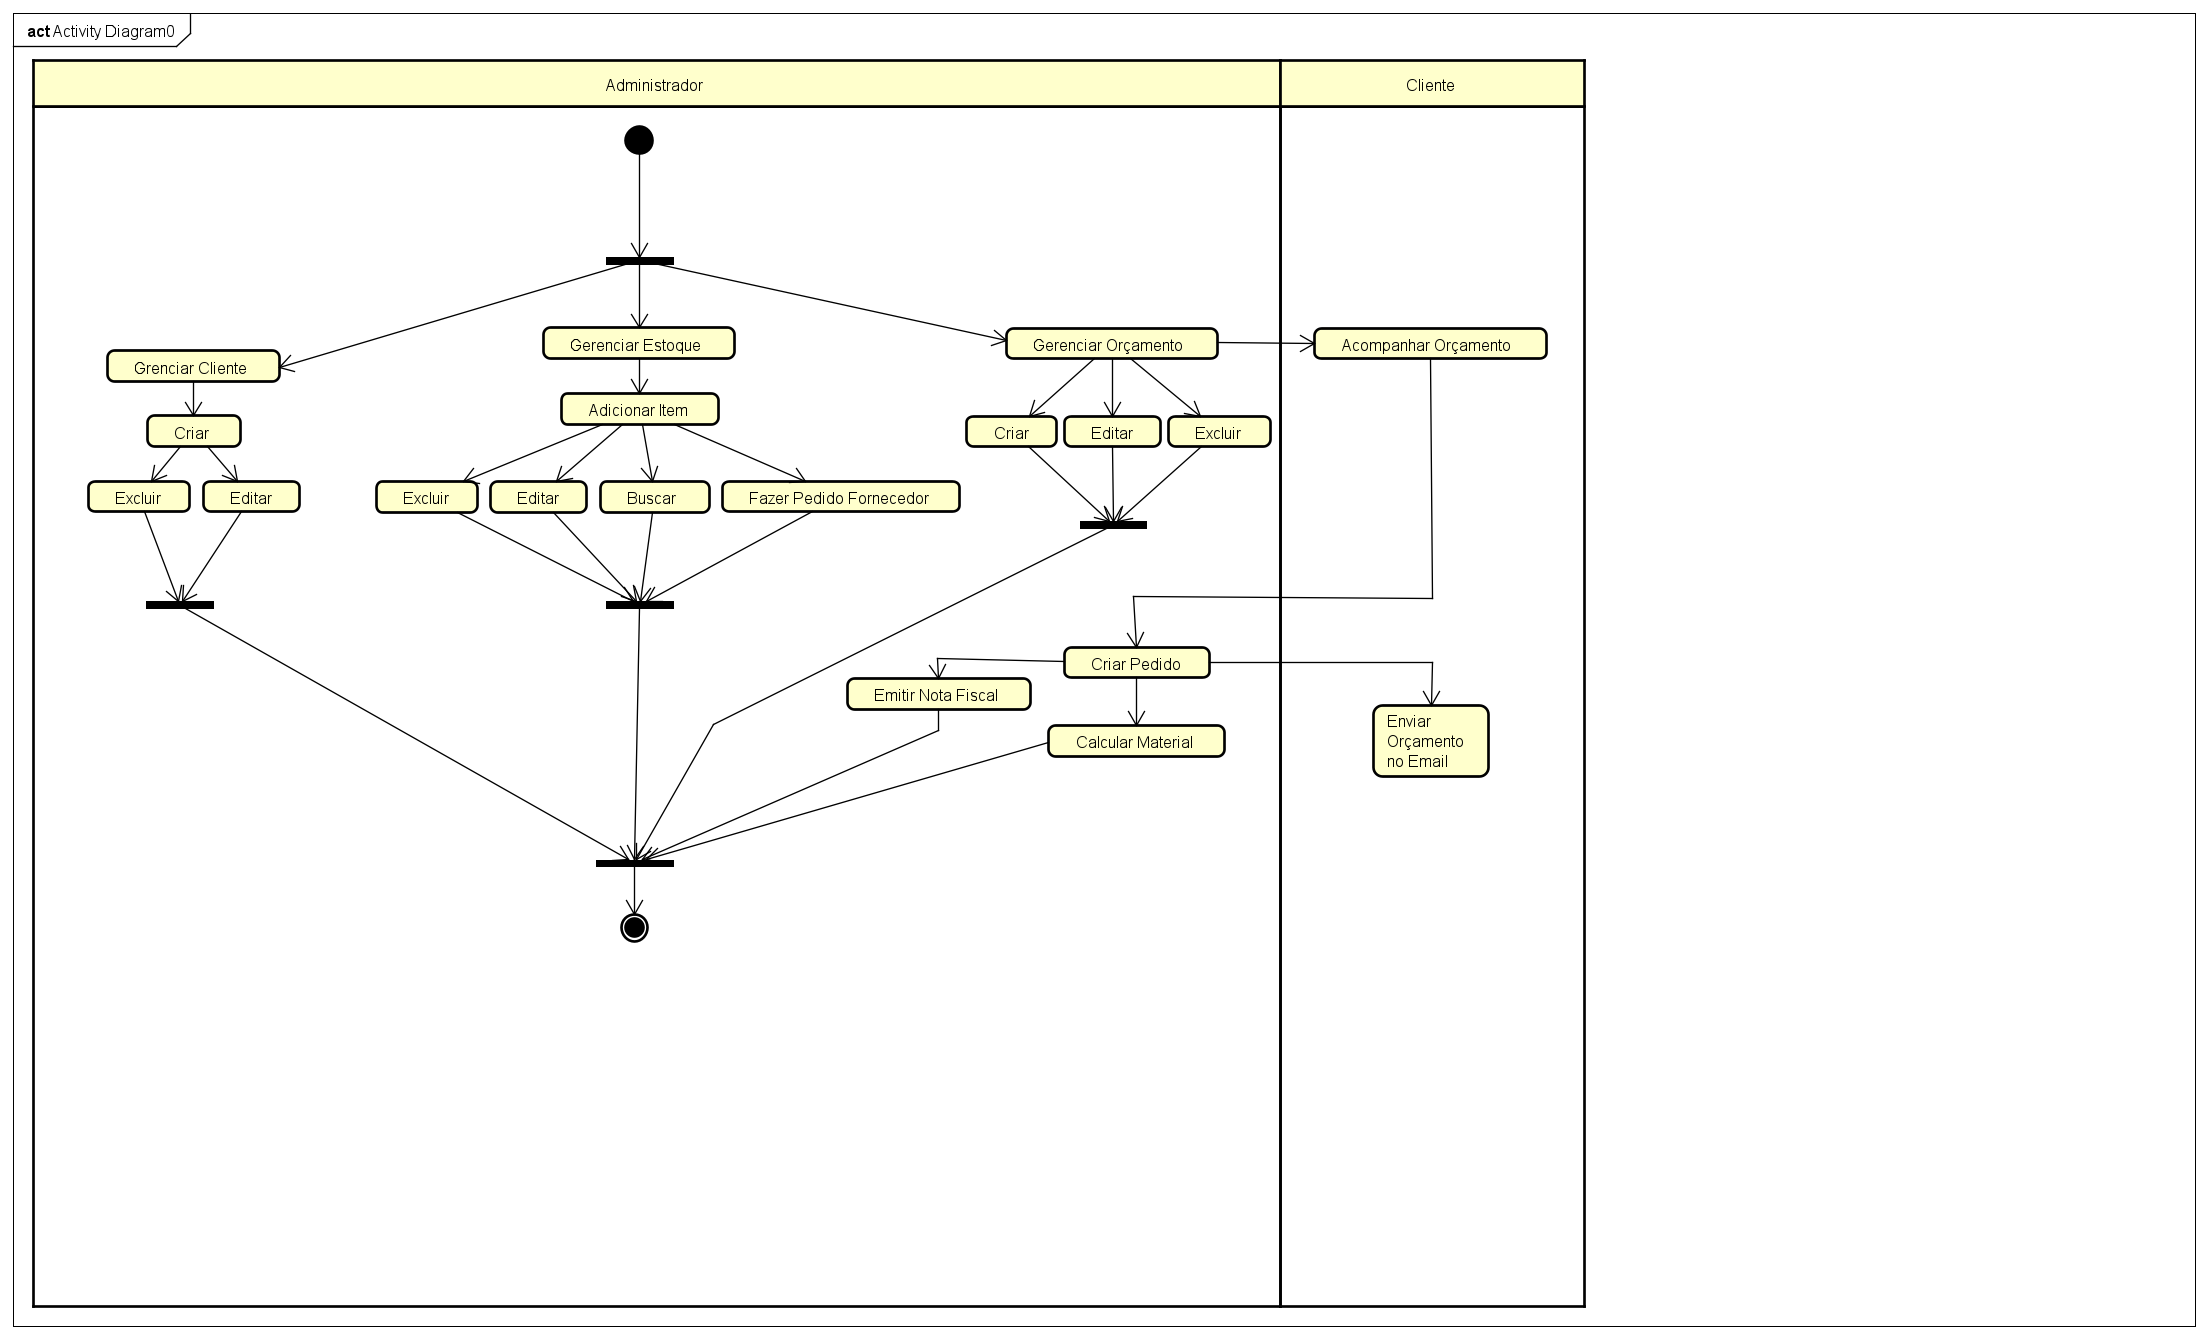 act Activity Diagram0
Administrador
Cliente
Grenciar Cliente
Criar
Excluir
Editar
Gerenciar Estoque
Adicionar Item
Excluir
Editar
Buscar
Fazer Pedido Fornecedor
Gerenciar Orçamento
Criar
Editar
Excluir
Acompanhar Orçamento
Criar Pedido
Emitir Nota Fiscal
Calcular Material
Enviar
Orçamento
no Email